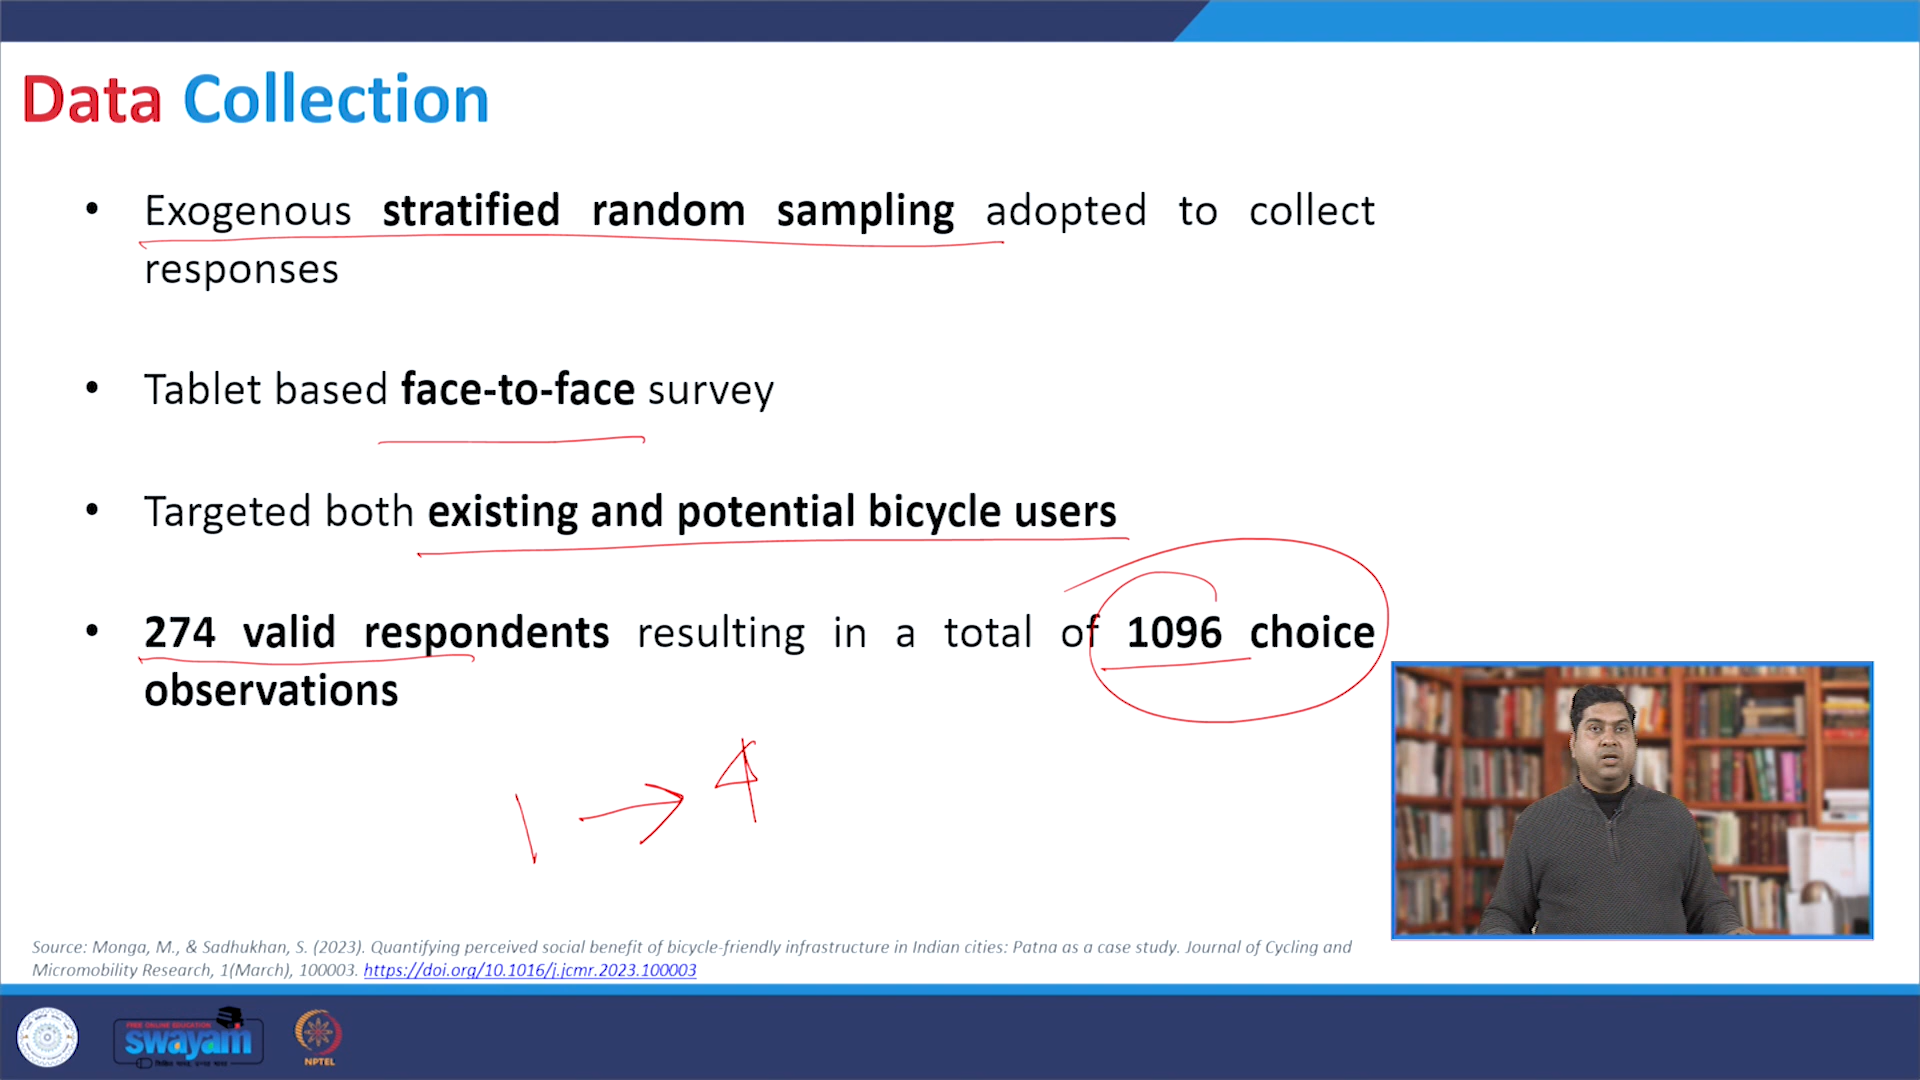 Data Collection
• Exogenous stratified random sampling adopted to collect
responses
• Tablet based face-to-face survey
• Targeted both existing and potential bicycle users
• 274 valid respondents resulting in a total of 1096 choice
observations
1 → 4
Source: Monga, M., & Sadhukhan, S. (2023). Quantifying perceived social benefit of bicycle-friendly infrastructure in Indian cities: Patna as a case study. Journal of Cycling and
Micromobility Research, 1(March), 100003. https://doi.org/10.1016/j.jcmr.2023.100003
FREE ONLINE EDUCATION
swayam
NPTEL